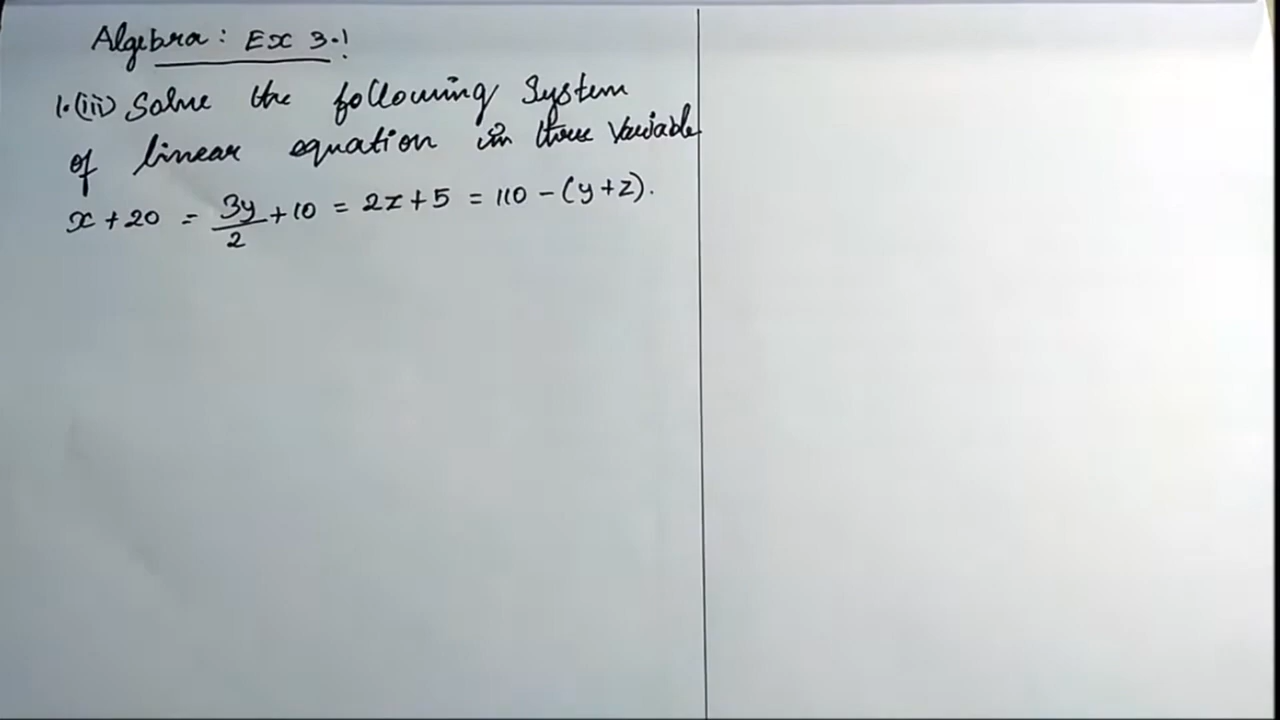 Algebra: Ex 3.1
1.(iii) Solve the following System
of linear equation in three Variable
x + 20 = 3y/2 + 10 = 2z + 5 = 110 - (y + z).